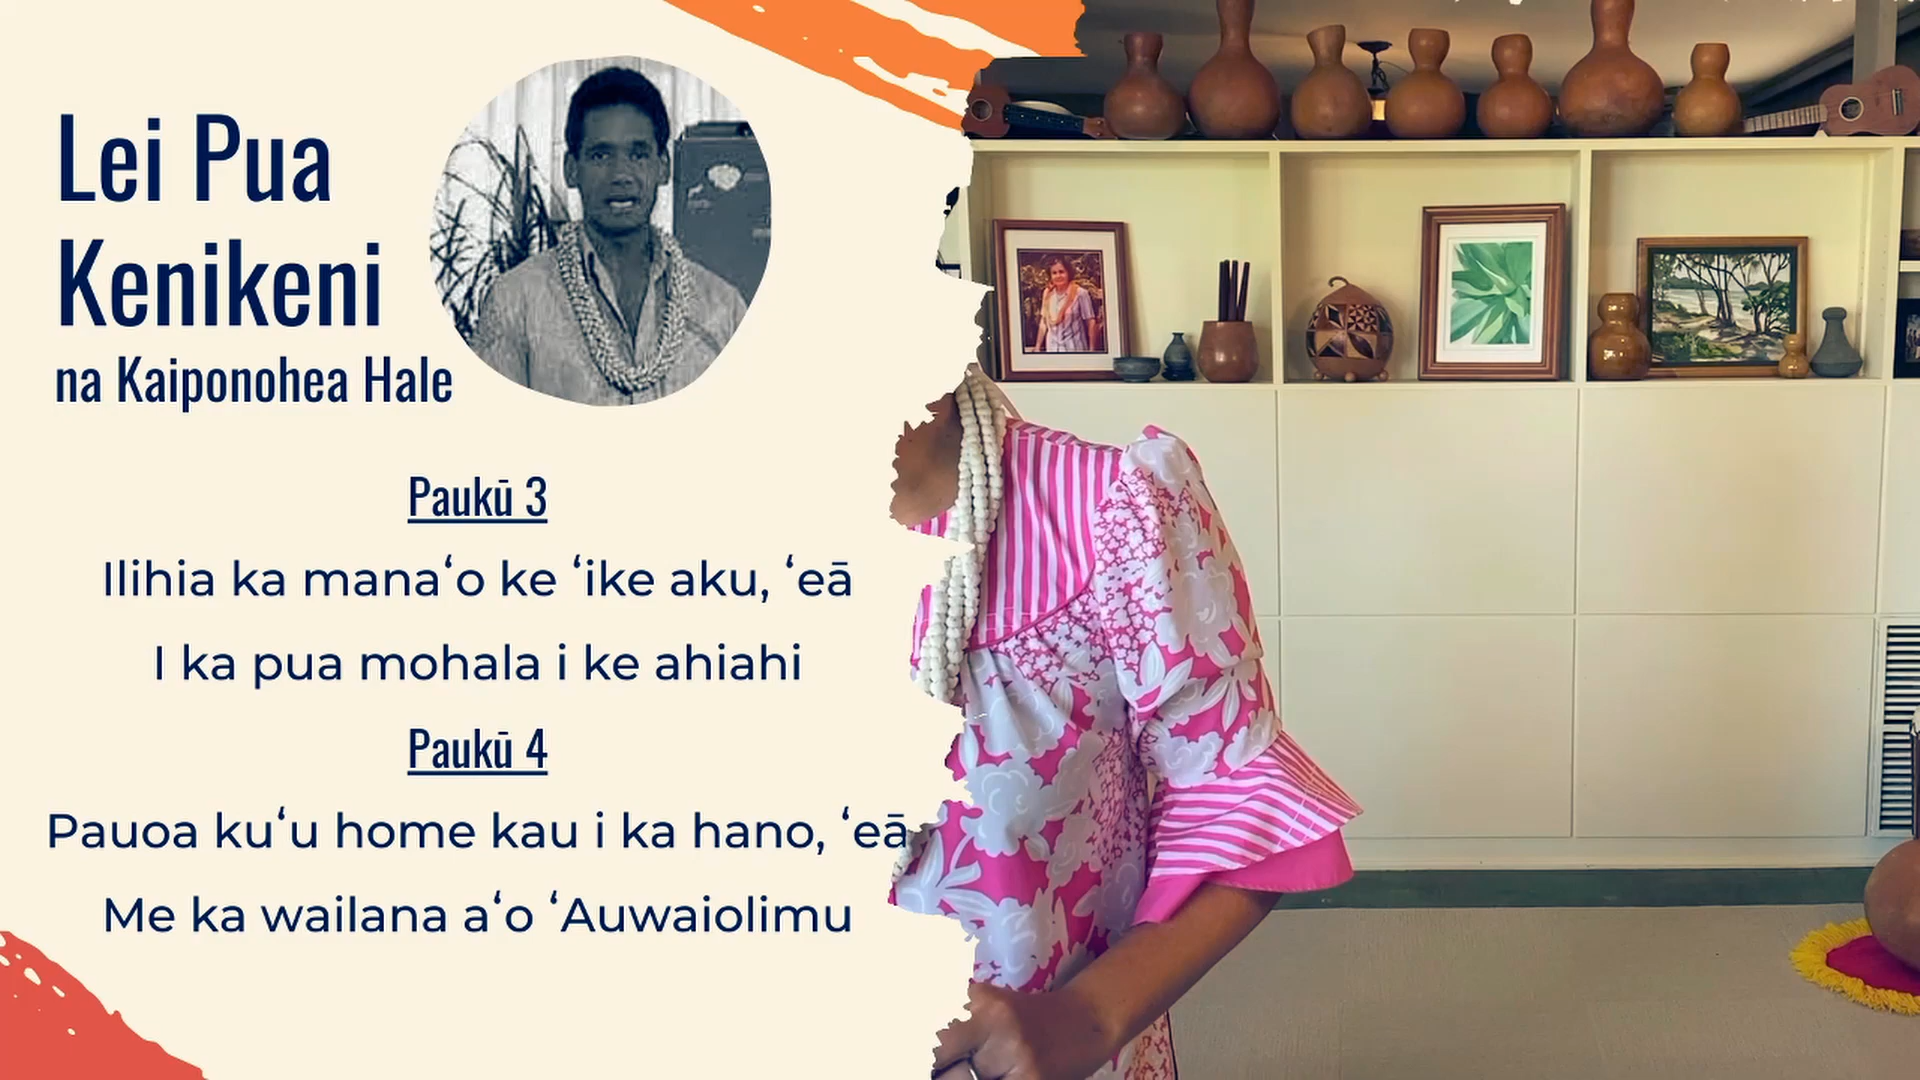 Lei Pua
Kenikeni
na Kaiponohea Hale
Paukū 3
Ilihia ka manaʻo ke ʻike aku, ʻeā
I ka pua mohala i ke ahiahi
Paukū 4
Pauoa kuʻu home kau i ka hano, ʻeā
Me ka wailana aʻo ʻAuwaiolimu